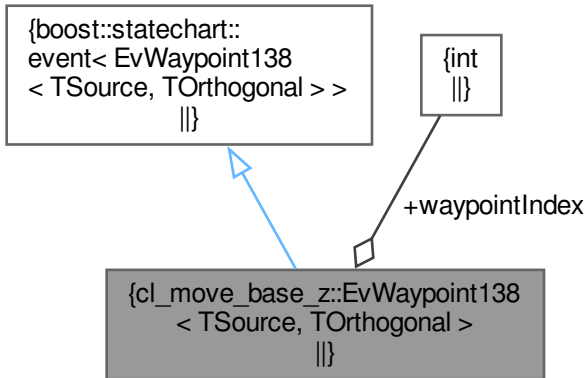 {boost::statechart::
event< EvWaypoint138
< TSource, TOrthogonal > >
||}
{int
||}
+waypointIndex
{cl_move_base_z::EvWaypoint138
< TSource, TOrthogonal >
||}